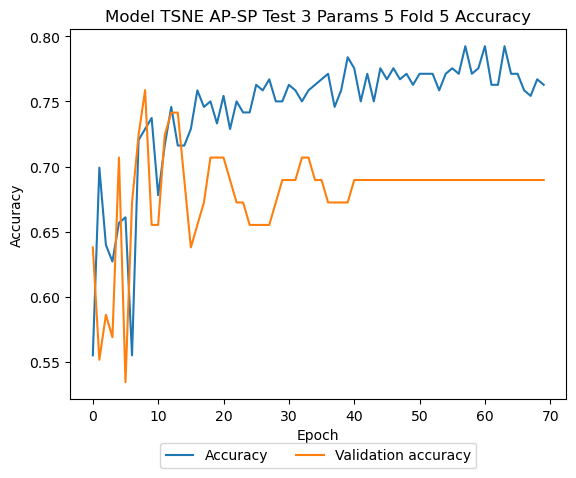 Model TSNE AP-SP Test 3 Params 5 Fold 5 Accuracy
0.80
0.75
0.70
0.65
0.60
0.55
Accuracy
0 10 20 30 40 50 60 70
Epoch
Accuracy Validation accuracy